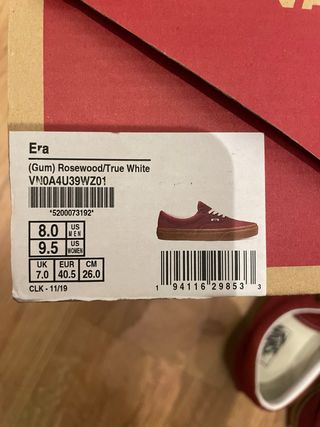 Era
(Gum) Rosewood/True White
VN0A4U39WZ01
*5200073192*
8.0 US MEN
9.5 US WOMEN
UK EUR CM
7.0 40.5 26.0
CLK - 11/19
1 94116 29853 3